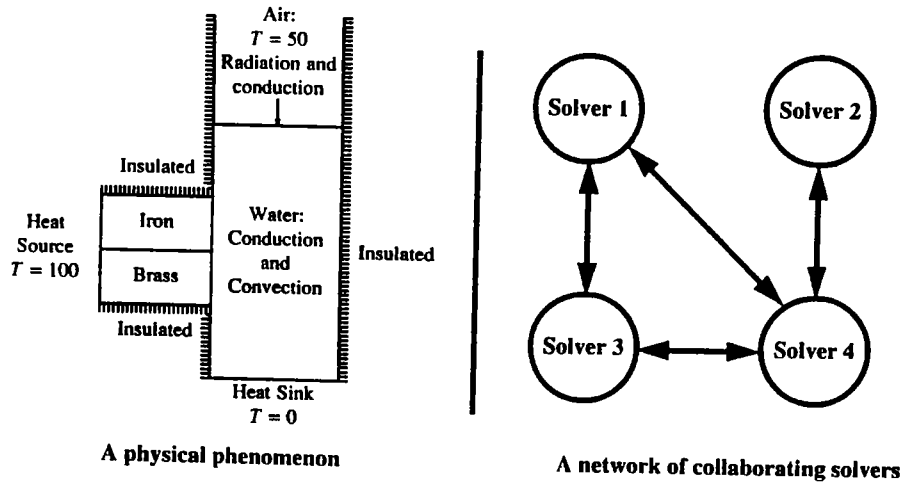 Air:
T = 50
Radiation and
conduction
Insulated
Iron
Heat
Source
T = 100
Brass
Insulated
Water:
Conduction
and
Convection
Insulated
Heat Sink
T = 0
A physical phenomenon
Solver 1
Solver 2
Solver 3
Solver 4
A network of collaborating solvers